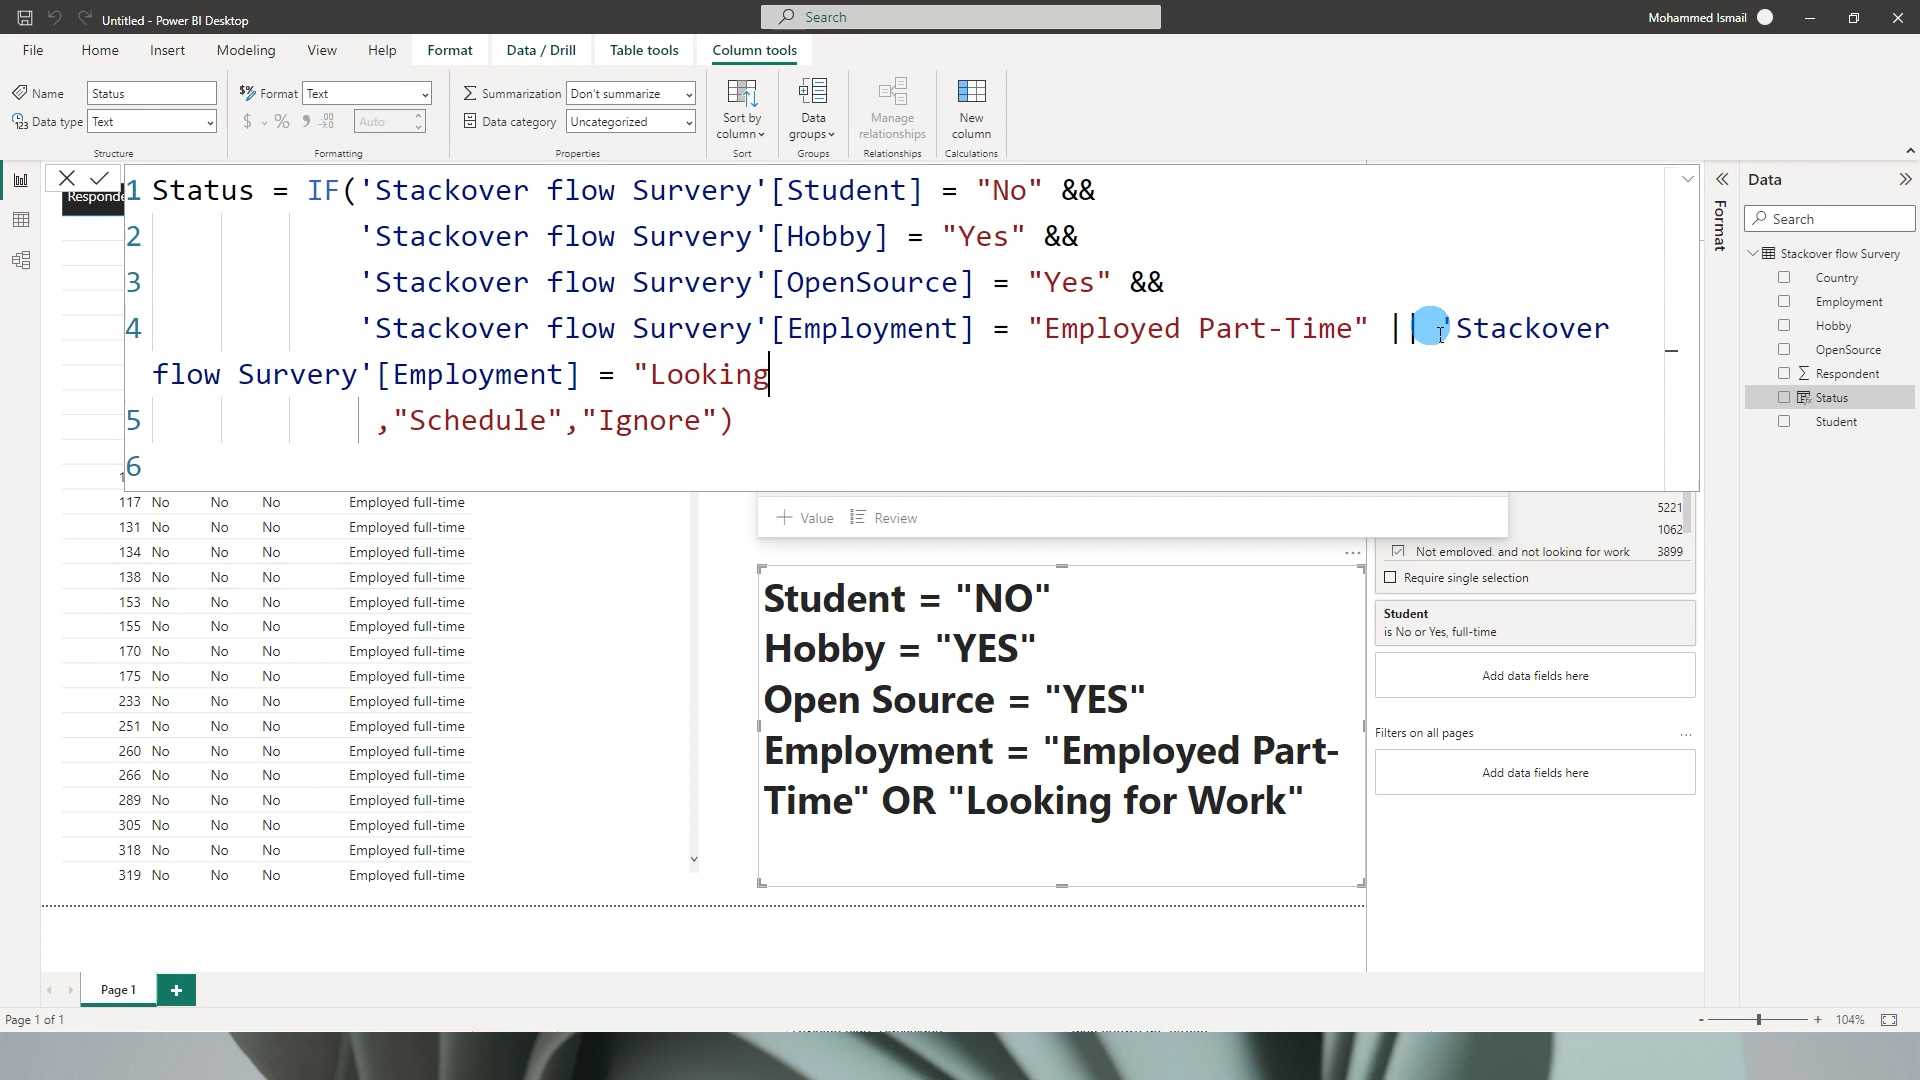 Untitled - Power BI Desktop
Search
Mohammed Ismail
File Home Insert Modeling View Help Format Data / Drill Table tools Column tools
Name Status
Data type Text
Structure
Format Text
$ % Auto
Formatting
Summarization Don't summarize
Data category Uncategorized
Properties
Sort by column
Sort
Data groups
Groups
Manage relationships
Relationships
New column
Calculations
1 Status = IF('Stackover flow Survery'[Student] = "No" &&
2 'Stackover flow Survery'[Hobby] = "Yes" &&
3 'Stackover flow Survery'[OpenSource] = "Yes" &&
4 'Stackover flow Survery'[Employment] = "Employed Part-Time" || 'Stackover
flow Survery'[Employment] = "Looking
5 ,"Schedule","Ignore")
6
117 No No No Employed full-time
131 No No No Employed full-time
134 No No No Employed full-time
138 No No No Employed full-time
153 No No No Employed full-time
155 No No No Employed full-time
170 No No No Employed full-time
175 No No No Employed full-time
233 No No No Employed full-time
251 No No No Employed full-time
260 No No No Employed full-time
266 No No No Employed full-time
289 No No No Employed full-time
305 No No No Employed full-time
318 No No No Employed full-time
319 No No No Employed full-time
Value Review
Student = "NO"
Hobby = "YES"
Open Source = "YES"
Employment = "Employed Part-
Time" OR "Looking for Work"
5221
1062
Not employed, and not looking for work 3899
Require single selection
Student
is No or Yes, full-time
Add data fields here
Filters on all pages
Add data fields here
Format
Data
Search
Stackover flow Survery
Country
Employment
Hobby
OpenSource
Respondent
Status
Student
Page 1
Page 1 of 1
- + 104%